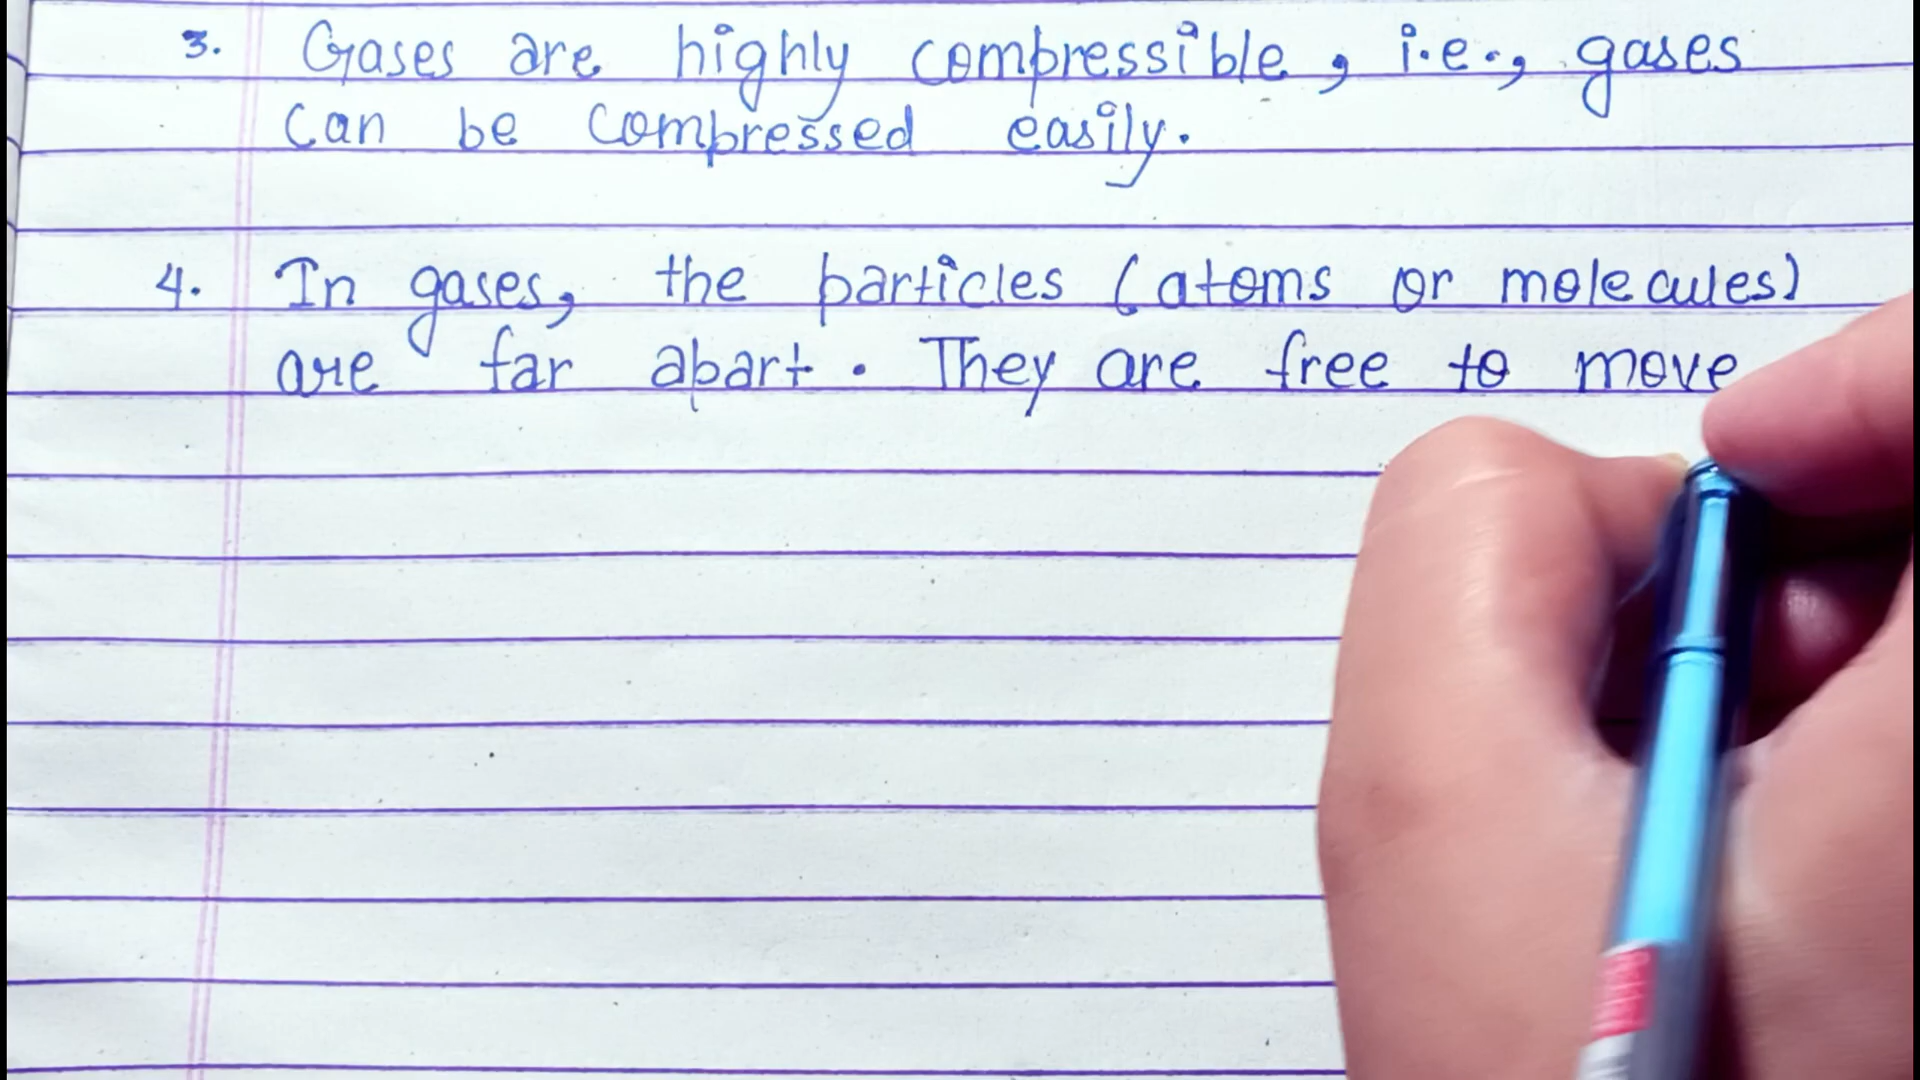 3. Gases are highly compressible, i.e., gases
can be compressed easily.
4. In gases, the particles (atoms or molecules)
are far apart. They are free to move